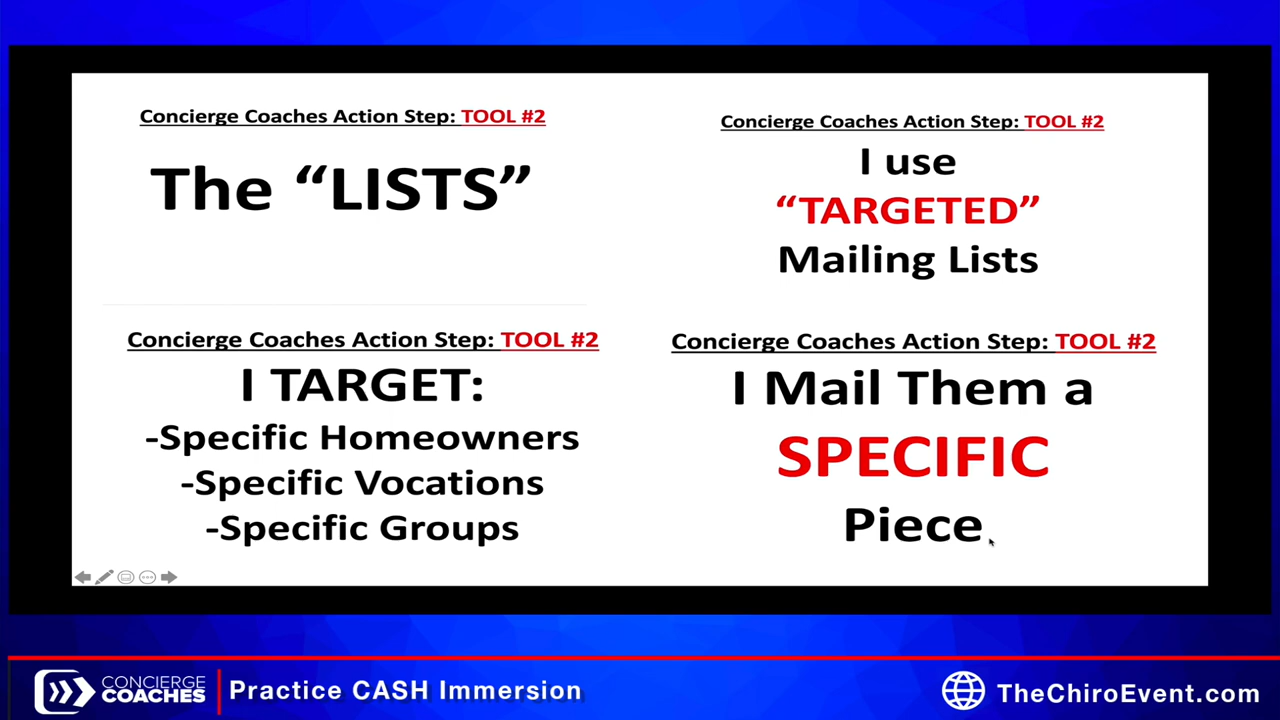 Concierge Coaches Action Step: TOOL #2
The “LISTS”
Concierge Coaches Action Step: TOOL #2
I use
“TARGETED”
Mailing Lists
Concierge Coaches Action Step: TOOL #2
I TARGET:
-Specific Homeowners
-Specific Vocations
-Specific Groups
Concierge Coaches Action Step: TOOL #2
I Mail Them a
SPECIFIC
Piece.
CONCIERGE
COACHES
Practice CASH Immersion
TheChiroEvent.com